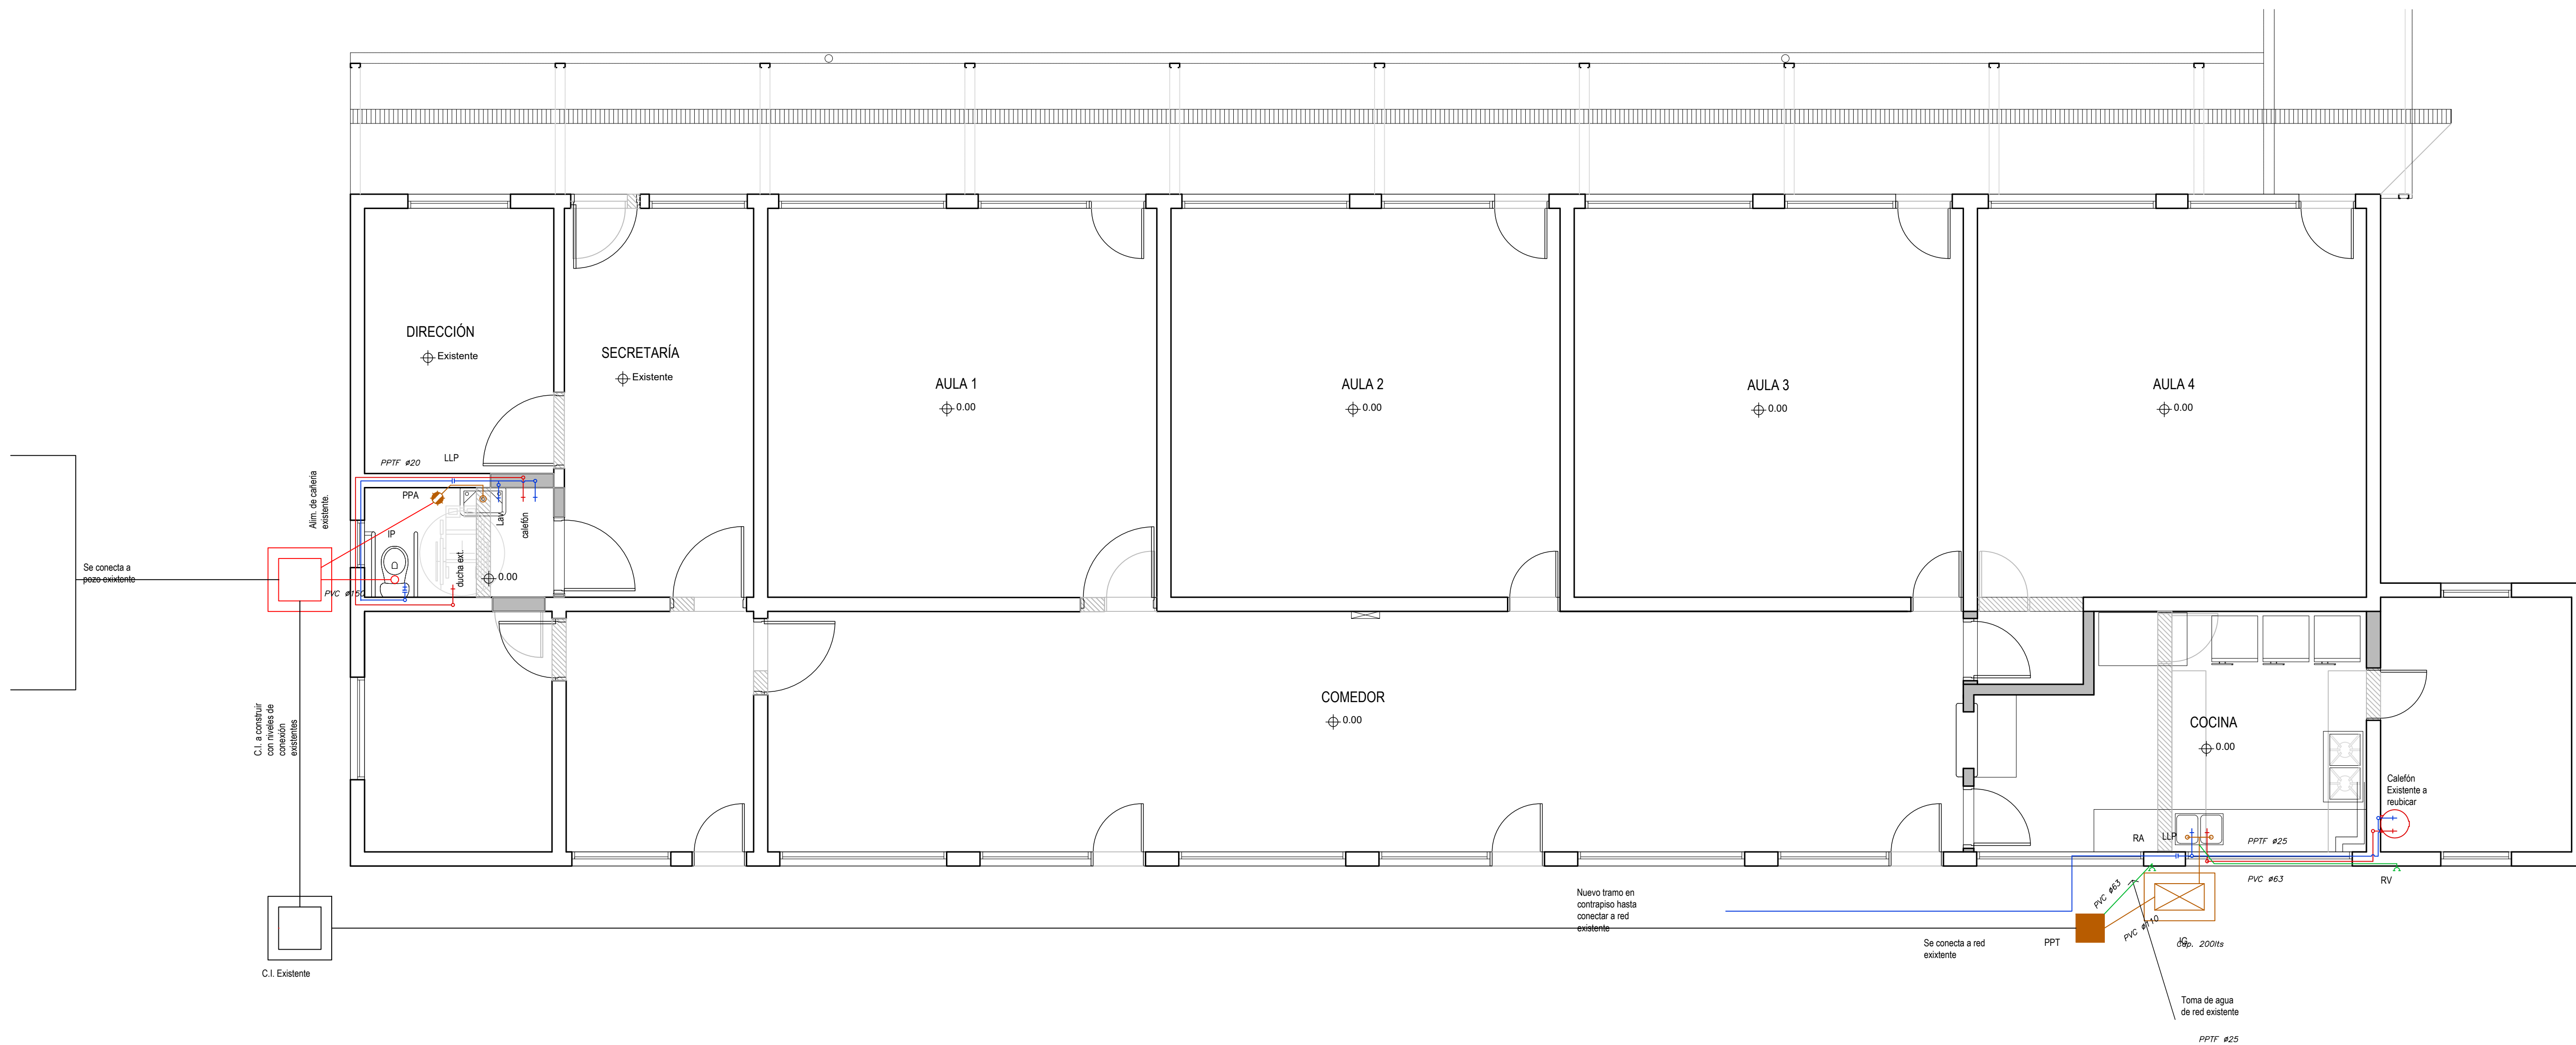 DIRECCIÓN
Existente
SECRETARÍA
Existente
AULA 1
0.00
AULA 2
0.00
AULA 3
0.00
AULA 4
0.00
PPTF ø20
LLP
PPA
IP
Lav.
calefón
ducha ext.
0.00
Alim. de cañeria
existente.
Se conecta a
pozo exixtente
PVC ø150
C.I. a construir
con niveles de
conexión
existentes
C.I. Existente
COMEDOR
0.00
COCINA
0.00
Calefón
Existente a
reubicar
RA
LLP
PPTF ø25
PVC ø63
RV
PVC ø63
PVC ø110
IG
Cap. 200lts
PPT
Nuevo tramo en
contrapiso hasta
conectar a red
existente
Se conecta a red
exixtente
Toma de agua
de red existente
PPTF ø25